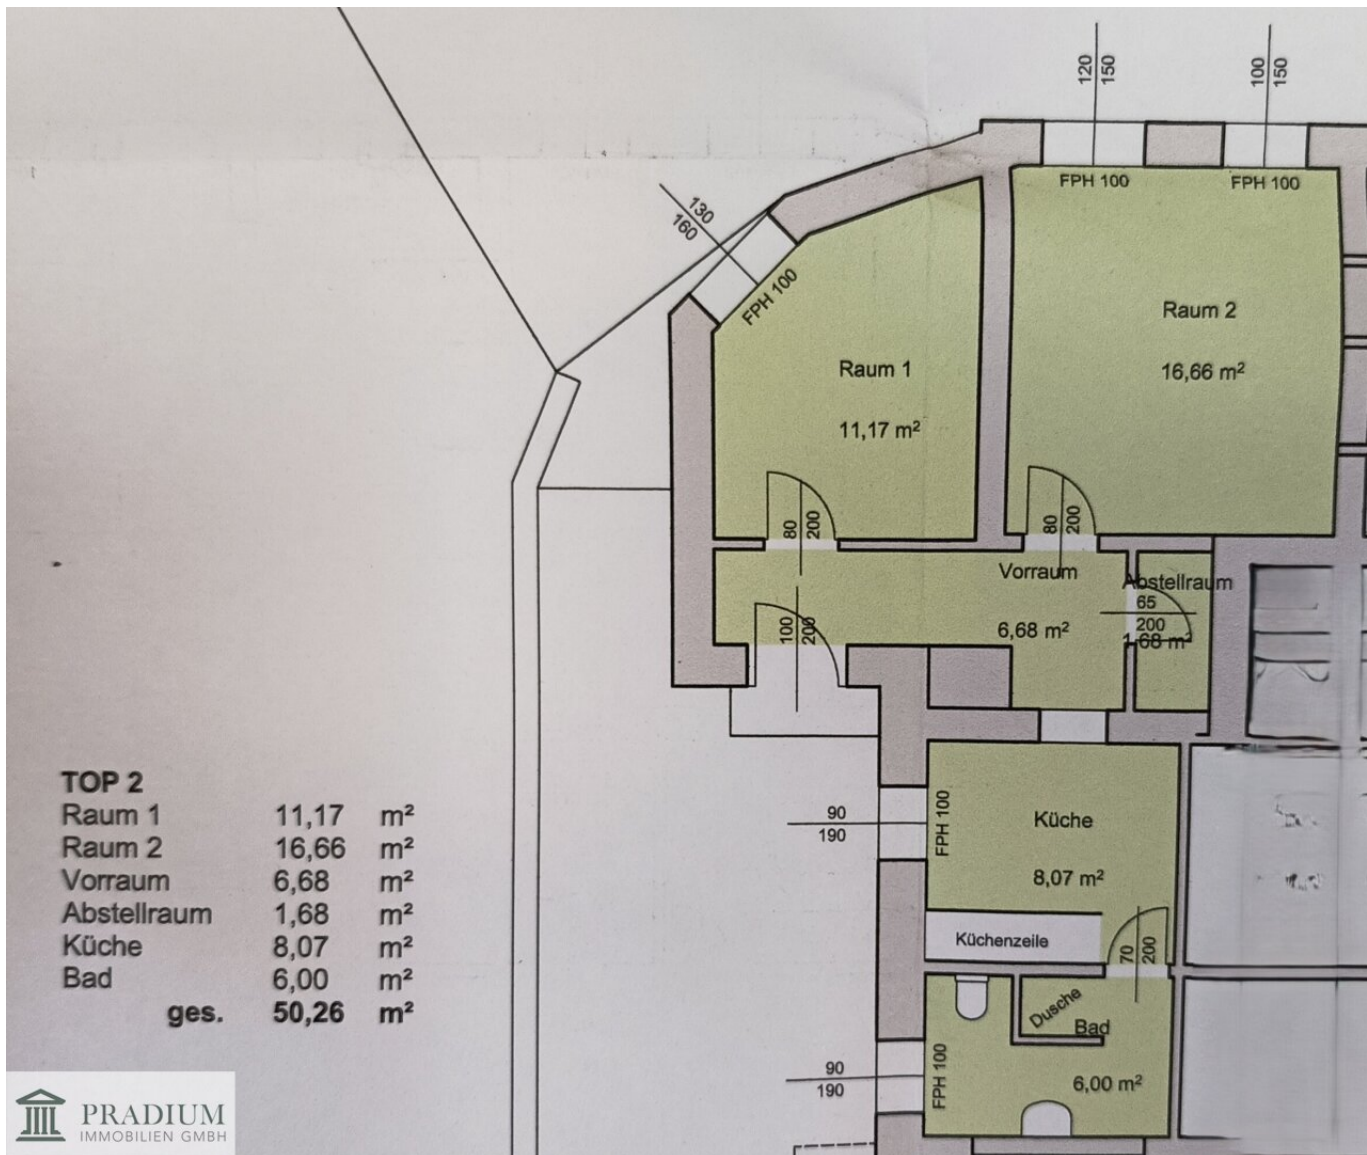 120
150
100
150
FPH 100
FPH 100
130
160
FPH 100
Raum 2
16,66 m²
Raum 1
11,17 m²
80
200
80
200
Vorraum
6,68 m²
Abstellraum
65
200
1,68 m²
100
200
TOP 2
Raum 1 11,17 m²
Raum 2 16,66 m²
Vorraum 6,68 m²
Abstellraum 1,68 m²
Küche 8,07 m²
Bad 6,00 m²
ges. 50,26 m²
90
190
FPH 100
Küche
8,07 m²
Küchenzeile
70
200
Dusche
Bad
6,00 m²
90
190
FPH 100
PRADIUM
IMMOBILIEN GMBH